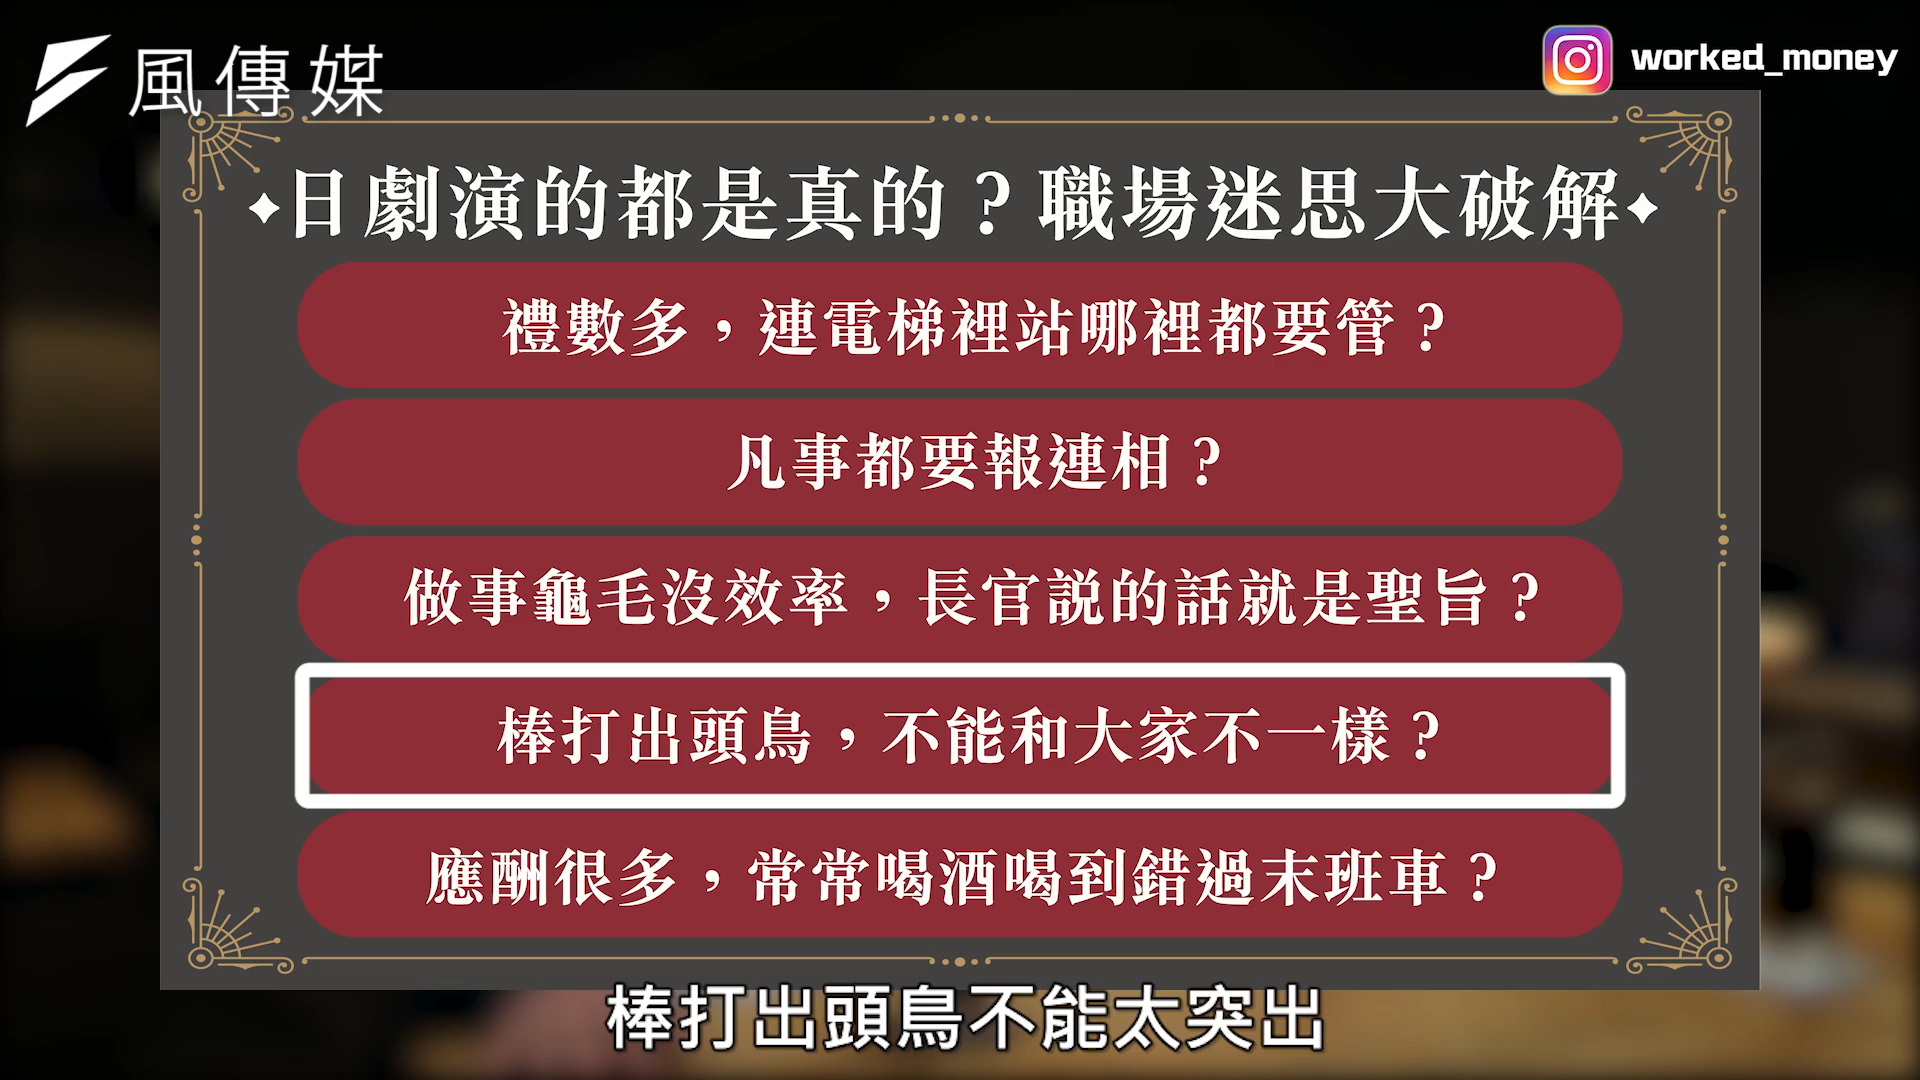 風傳媒
worked_money
日劇演的都是真的？職場迷思大破解
禮數多，連電梯裡站哪裡都要管？
凡事都要報連相？
做事龜毛沒效率，長官說的話就是聖旨？
棒打出頭鳥，不能和大家不一樣？
應酬很多，常常喝酒喝到錯過末班車？
棒打出頭鳥不能太突出